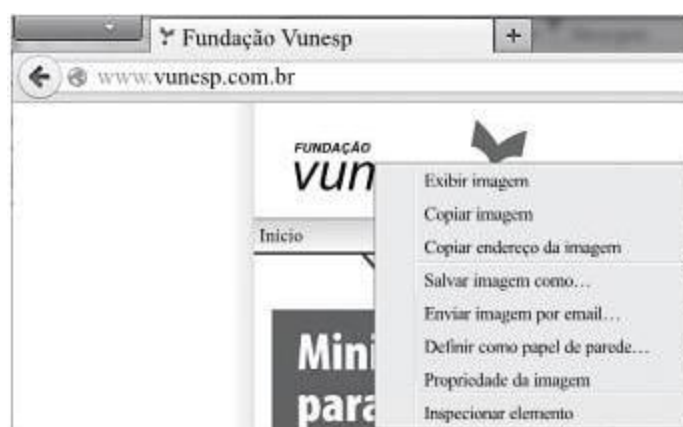 Fundação Vunesp +
www.vunesp.com.br
FUNDAÇÃO
vun
Exibir imagem
Copiar imagem
Inicio
Copiar endereço da imagem
Salvar imagem como...
Enviar imagem por email...
Definir como papel de parede...
Propriedade da imagem
Inspecionar elemento
Mini
para